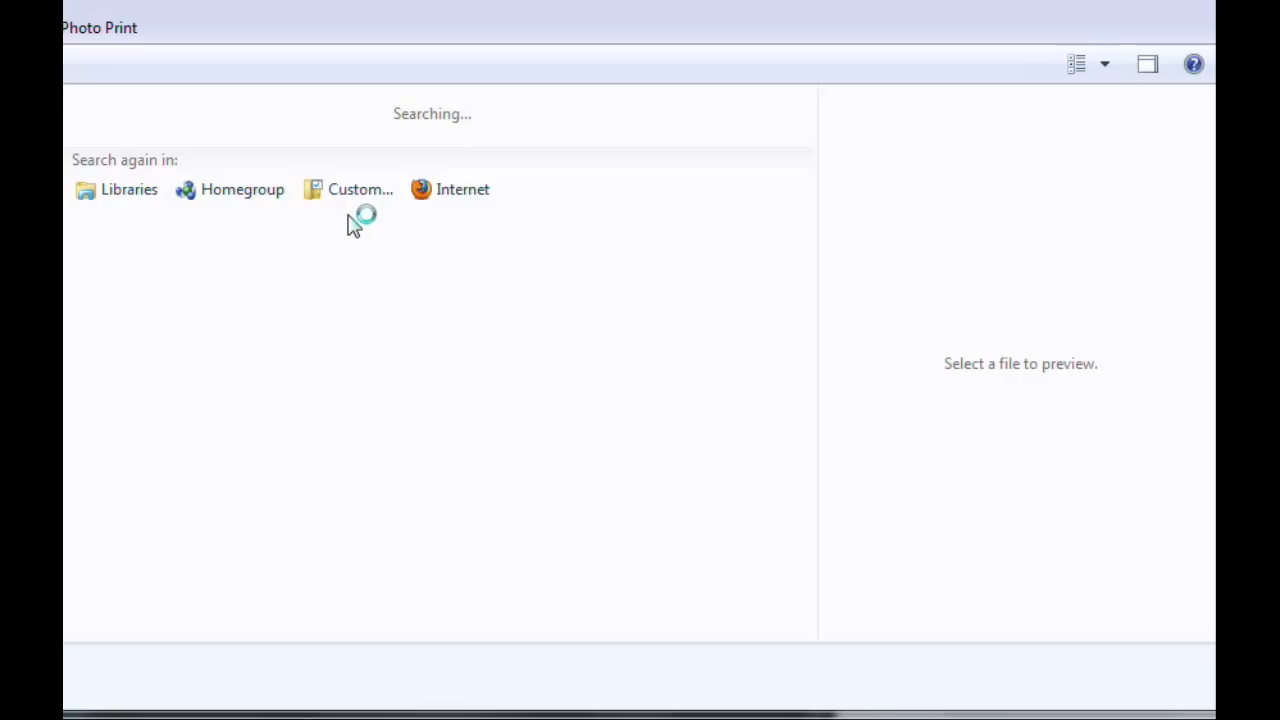 Photo Print
Searching...
Search again in:
Libraries Homegroup Custom... Internet
Select a file to preview.